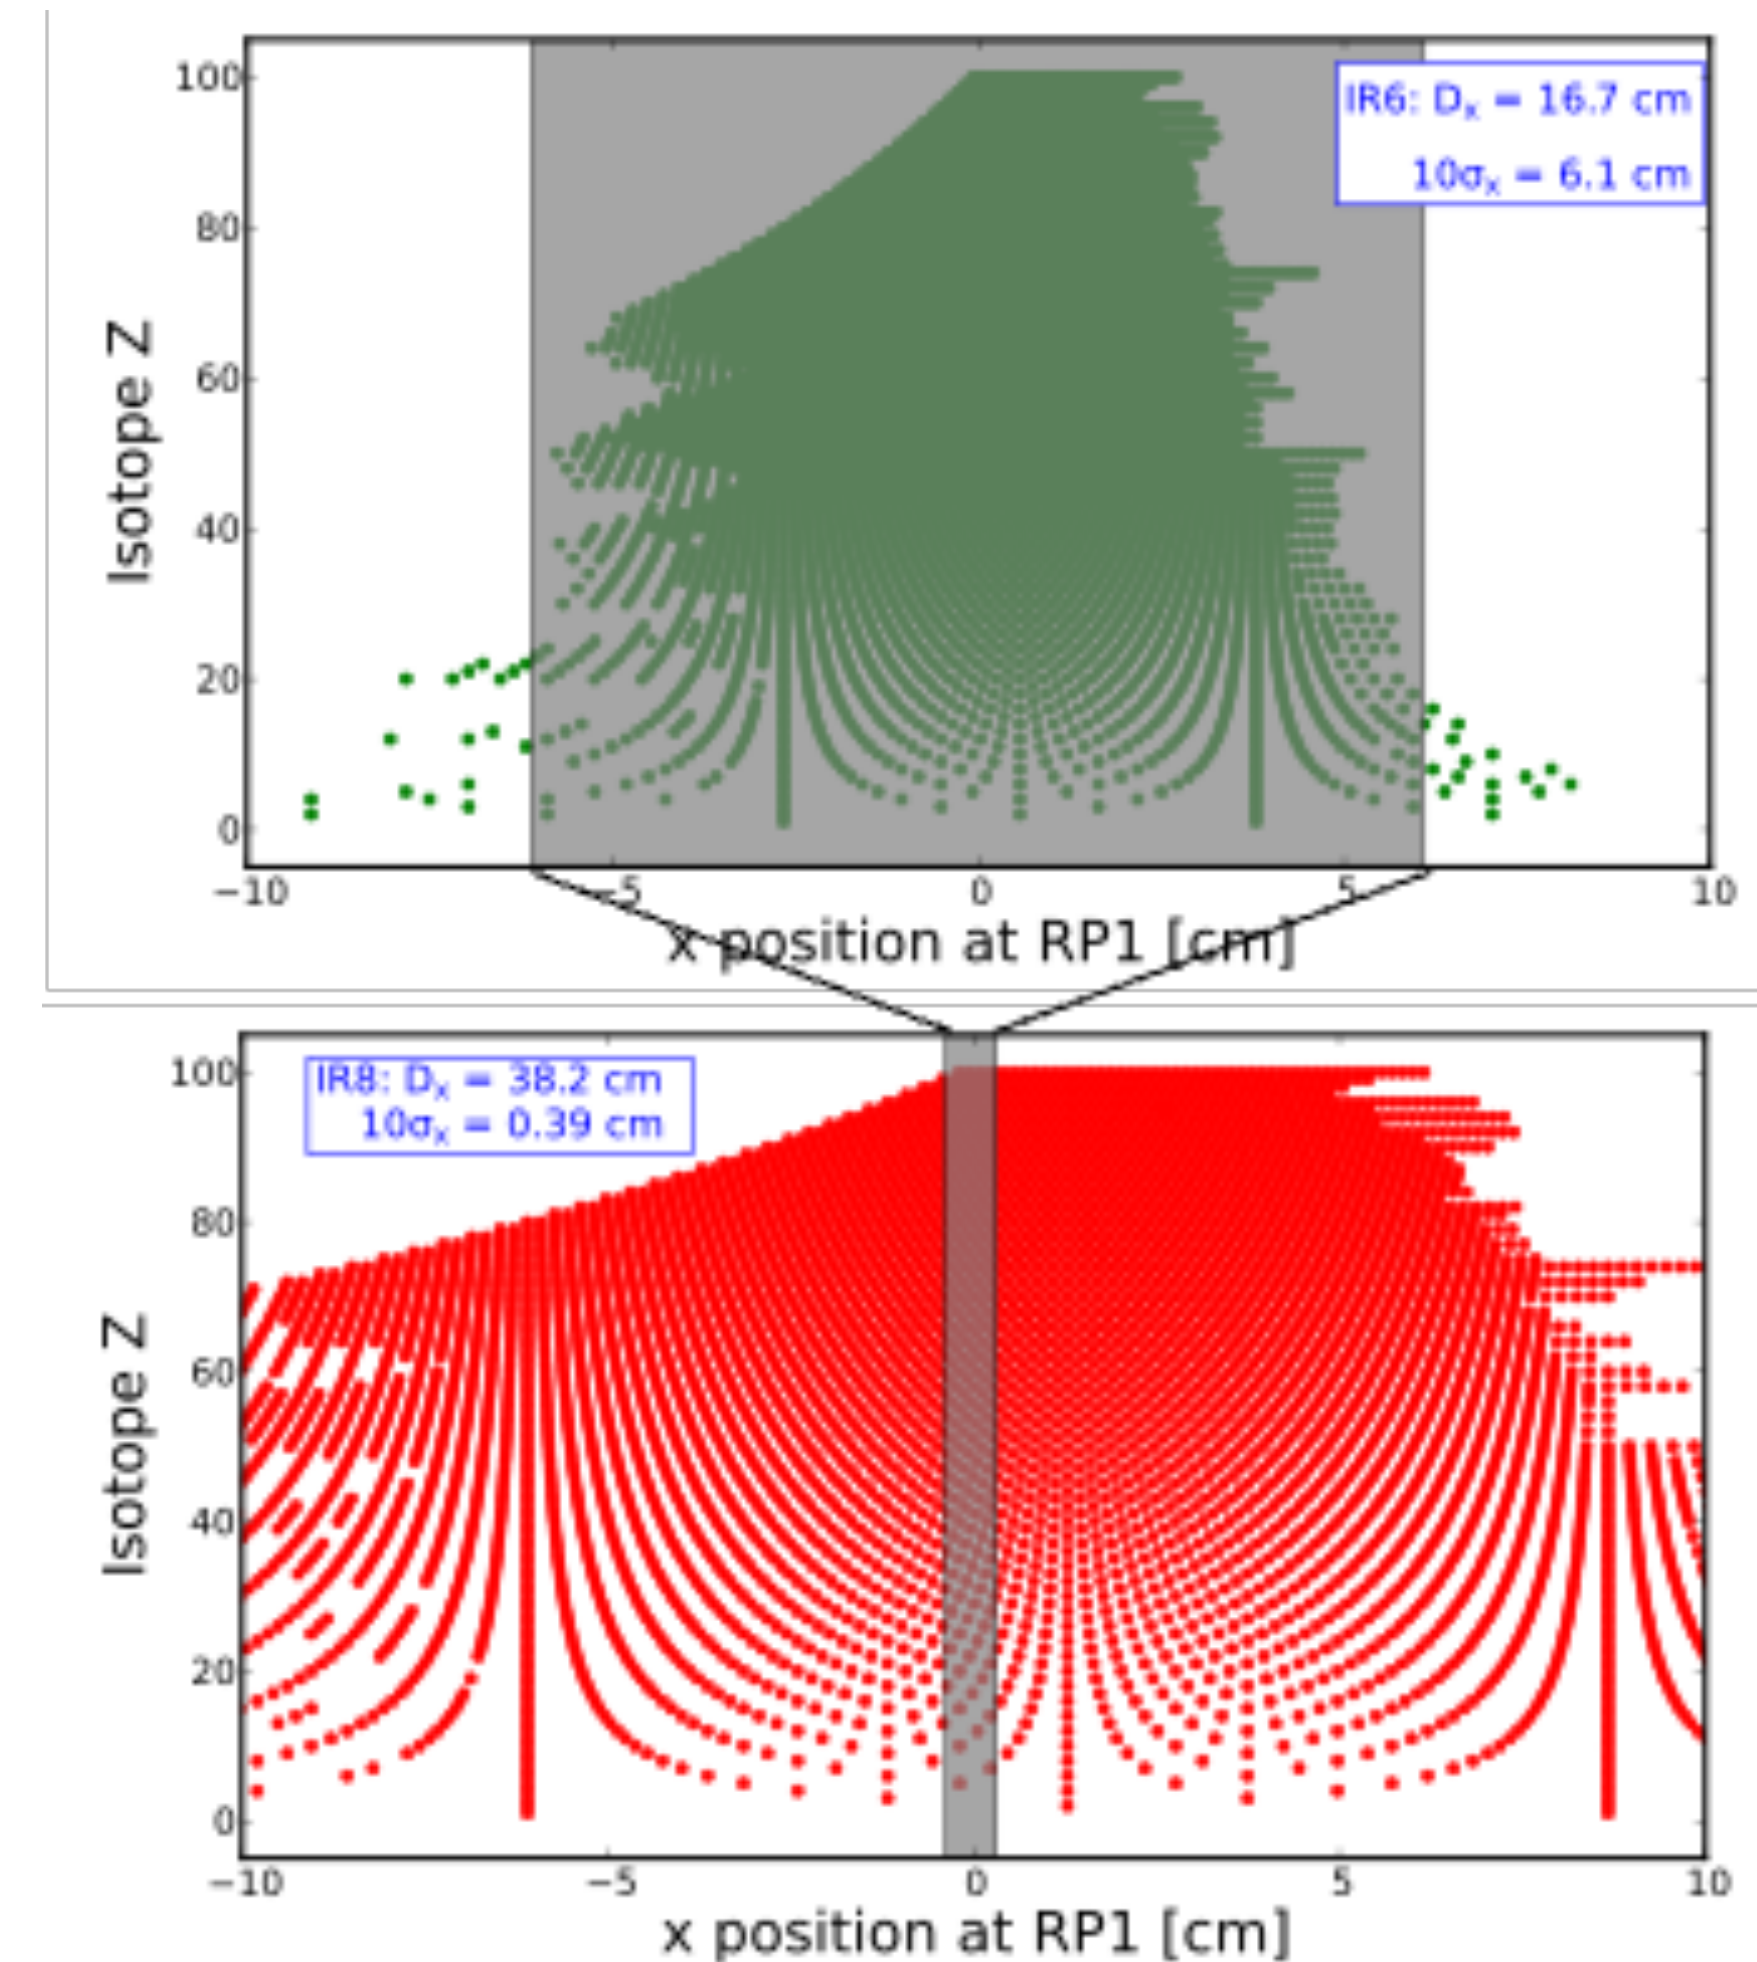 100
80
60
40
20
0
Isotope Z
IR6: Dₓ = 16.7 cm
10σₓ = 6.1 cm
−10
−5
0
5
10
x position at RP1 [cm]
100
80
60
40
20
0
Isotope Z
IR8: Dₓ = 38.2 cm
10σₓ = 0.39 cm
−10
−5
0
5
10
x position at RP1 [cm]